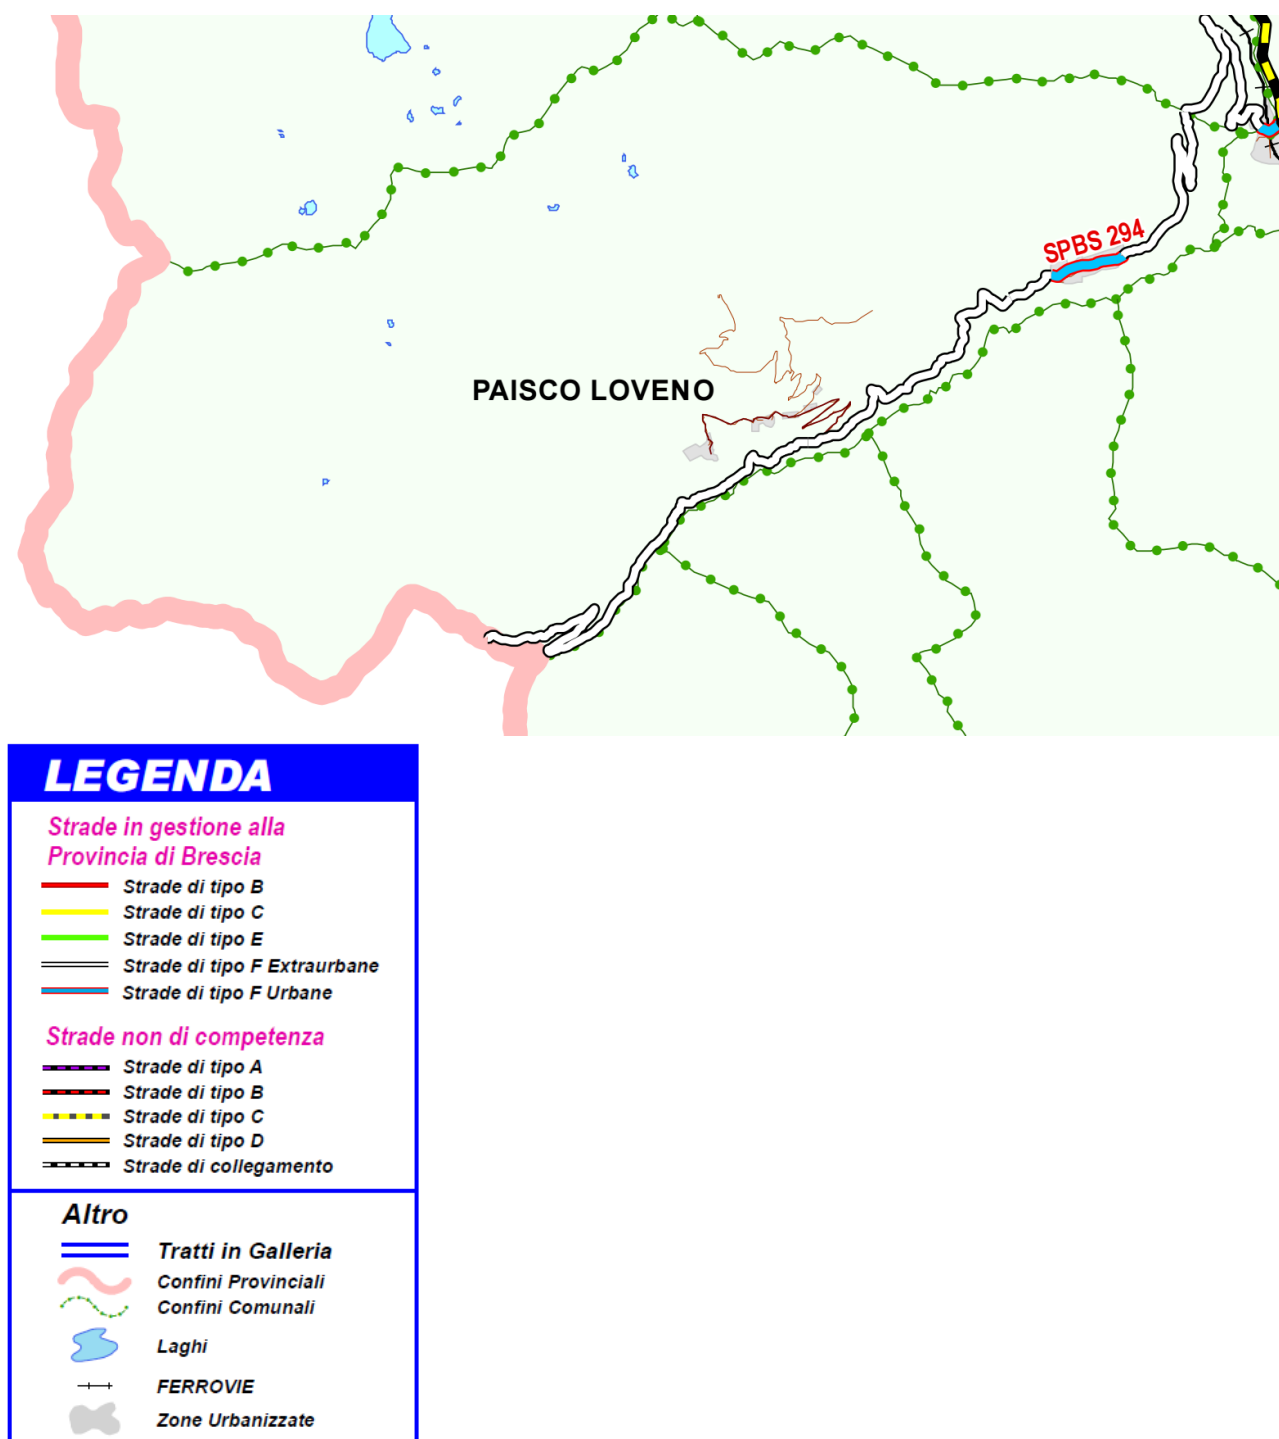 SPBS 294
PAISCO LOVENO
LEGENDA
Strade in gestione alla
Provincia di Brescia
Strade di tipo B
Strade di tipo C
Strade di tipo E
Strade di tipo F Extraurbane
Strade di tipo F Urbane
Strade non di competenza
Strade di tipo A
Strade di tipo B
Strade di tipo C
Strade di tipo D
Strade di collegamento
Altro
Tratti in Galleria
Confini Provinciali
Confini Comunali
Laghi
FERROVIE
Zone Urbanizzate